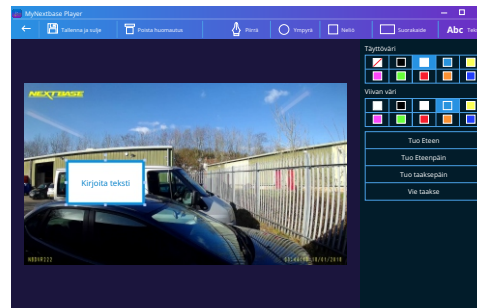 MyNextbase Player
Tallenna ja sulje
Poista huomautus
Piirrä
Ympyrä
Neliö
Suorakaide
Abc
Täyttöväri
NEXTBASE
Viivan väri
Tuo Eteen
Kirjoita teksti
Tuo Eteenpäin
Tuo taaksepäin
Vie taakse